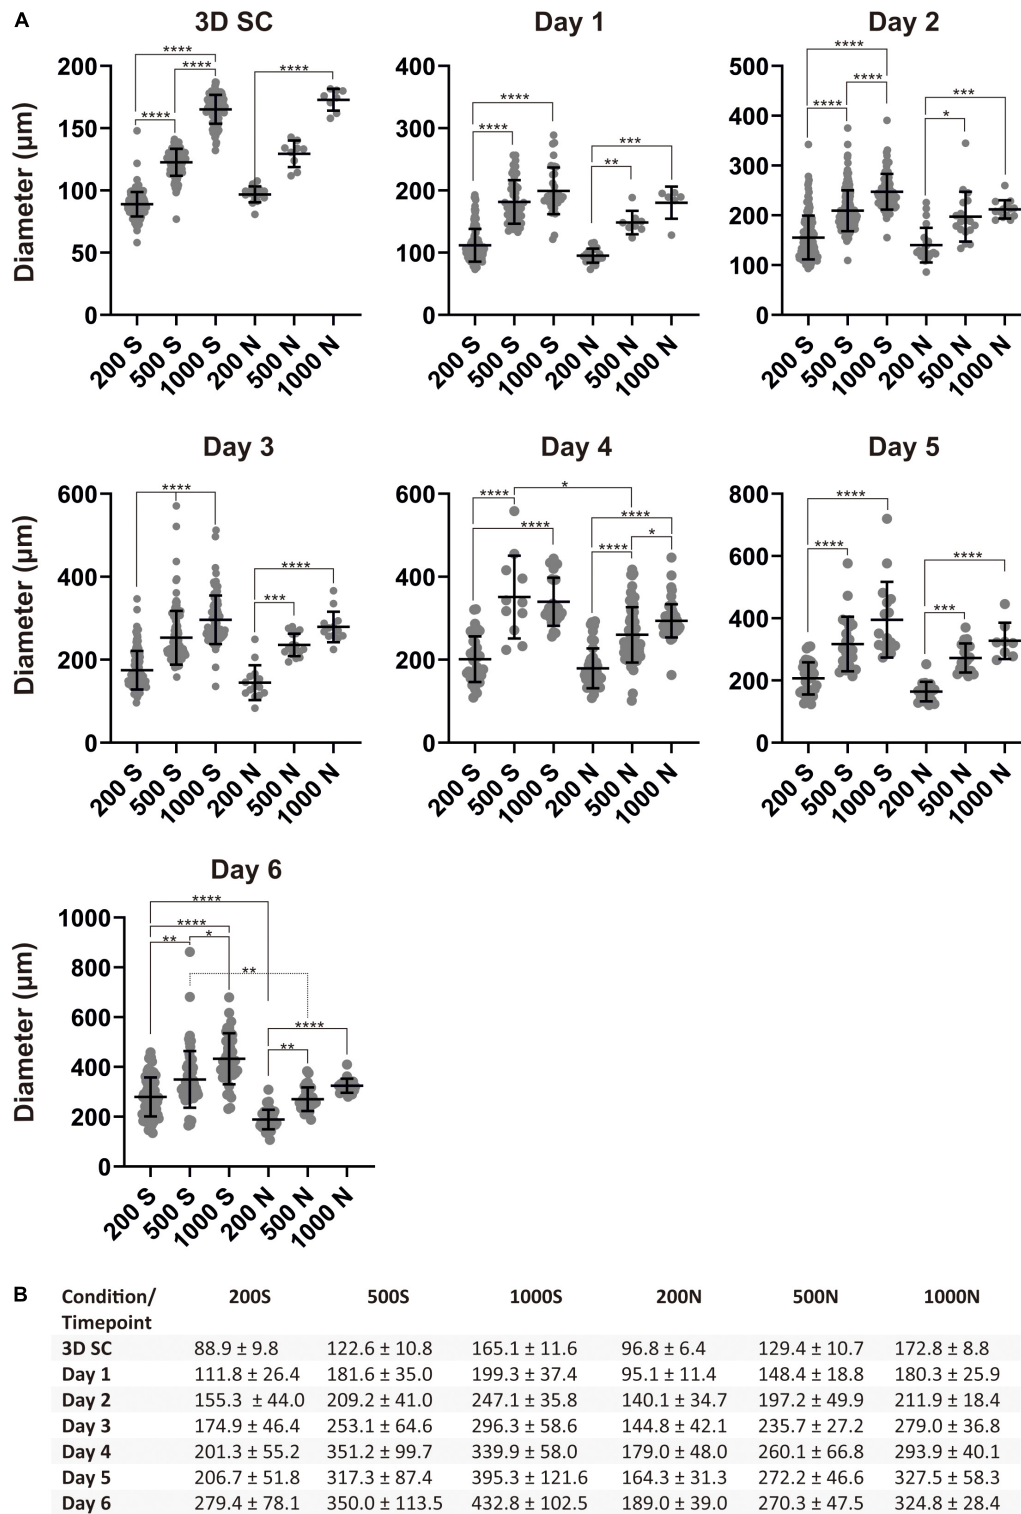 A
3D SC
Day 1
Day 2
Diameter (µm)
200
150
100
50
0
400
300
200
100
0
500
400
300
200
100
0
****
****
****
****
****
****
***
**
****
****
****
***
*
200 S
500 S
1000 S
200 N
500 N
1000 N
200 S
500 S
1000 S
200 N
500 N
1000 N
200 S
500 S
1000 S
200 N
500 N
1000 N
Day 3
Day 4
Day 5
Diameter (µm)
600
400
200
0
600
400
200
0
800
600
400
200
0
****
****
***
****
*
****
****
****
*
****
****
****
***
200 S
500 S
1000 S
200 N
500 N
1000 N
200 S
500 S
1000 S
200 N
500 N
1000 N
200 S
500 S
1000 S
200 N
500 N
1000 N
Day 6
Diameter (µm)
1000
800
600
400
200
0
****
****
**
*
**
****
**
200 S
500 S
1000 S
200 N
500 N
1000 N
B
Condition/ 200S 500S 1000S 200N 500N 1000N
Timepoint
3D SC 88.9 ± 9.8 122.6 ± 10.8 165.1 ± 11.6 96.8 ± 6.4 129.4 ± 10.7 172.8 ± 8.8
Day 1 111.8 ± 26.4 181.6 ± 35.0 199.3 ± 37.4 95.1 ± 11.4 148.4 ± 18.8 180.3 ± 25.9
Day 2 155.3 ± 44.0 209.2 ± 41.0 247.1 ± 35.8 140.1 ± 34.7 197.2 ± 49.9 211.9 ± 18.4
Day 3 174.9 ± 46.4 253.1 ± 64.6 296.3 ± 58.6 144.8 ± 42.1 235.7 ± 27.2 279.0 ± 36.8
Day 4 201.3 ± 55.2 351.2 ± 99.7 339.9 ± 58.0 179.0 ± 48.0 260.1 ± 66.8 293.9 ± 40.1
Day 5 206.7 ± 51.8 317.3 ± 87.4 395.3 ± 121.6 164.3 ± 31.3 272.2 ± 46.6 327.5 ± 58.3
Day 6 279.4 ± 78.1 350.0 ± 113.5 432.8 ± 102.5 189.0 ± 39.0 270.3 ± 47.5 324.8 ± 28.4